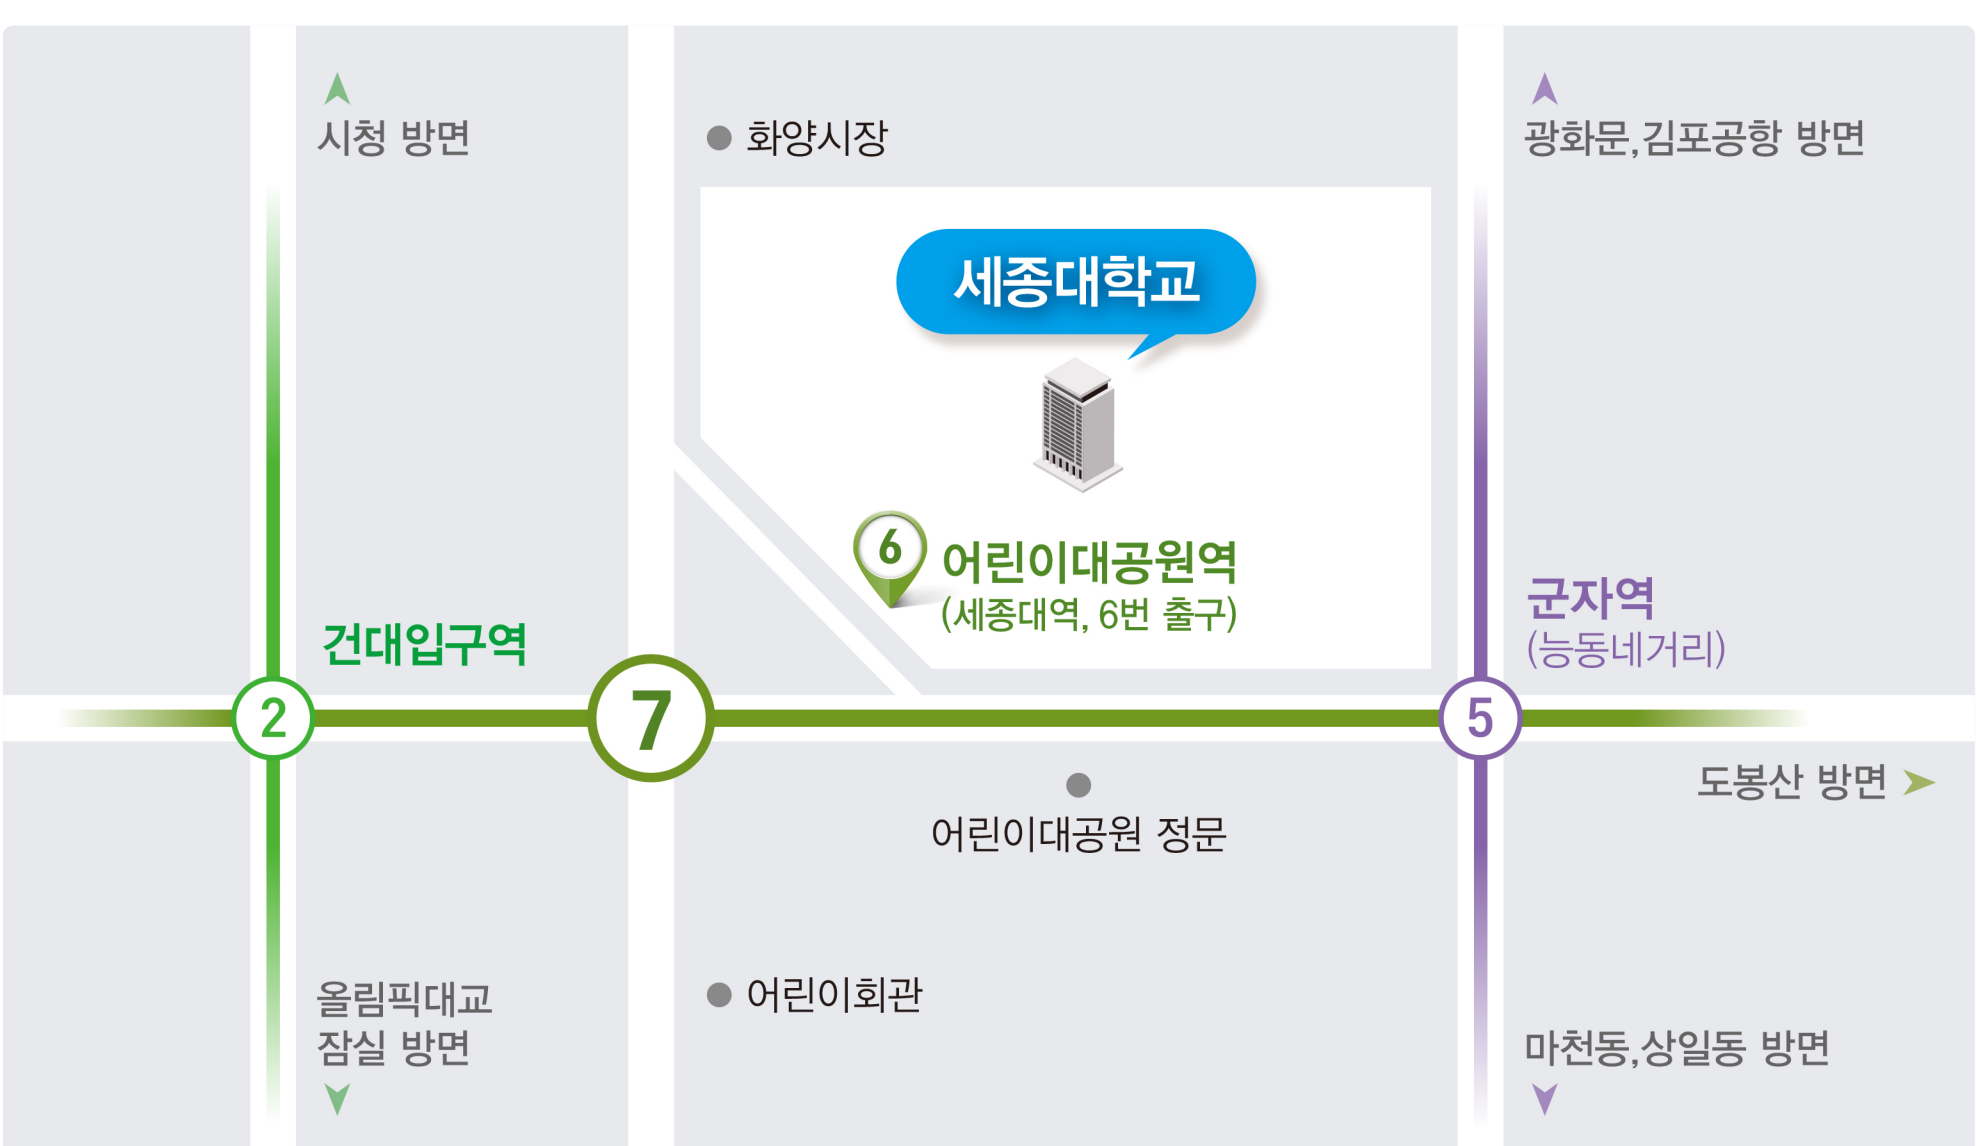 시청 방면
화양시장
광화문,김포공항 방면
세종대학교
6
어린이대공원역
(세종대역, 6번 출구)
건대입구역
군자역
(능동네거리)
2
7
5
도봉산 방면
어린이대공원 정문
올림픽대교
잠실 방면
어린이회관
마천동,상일동 방면